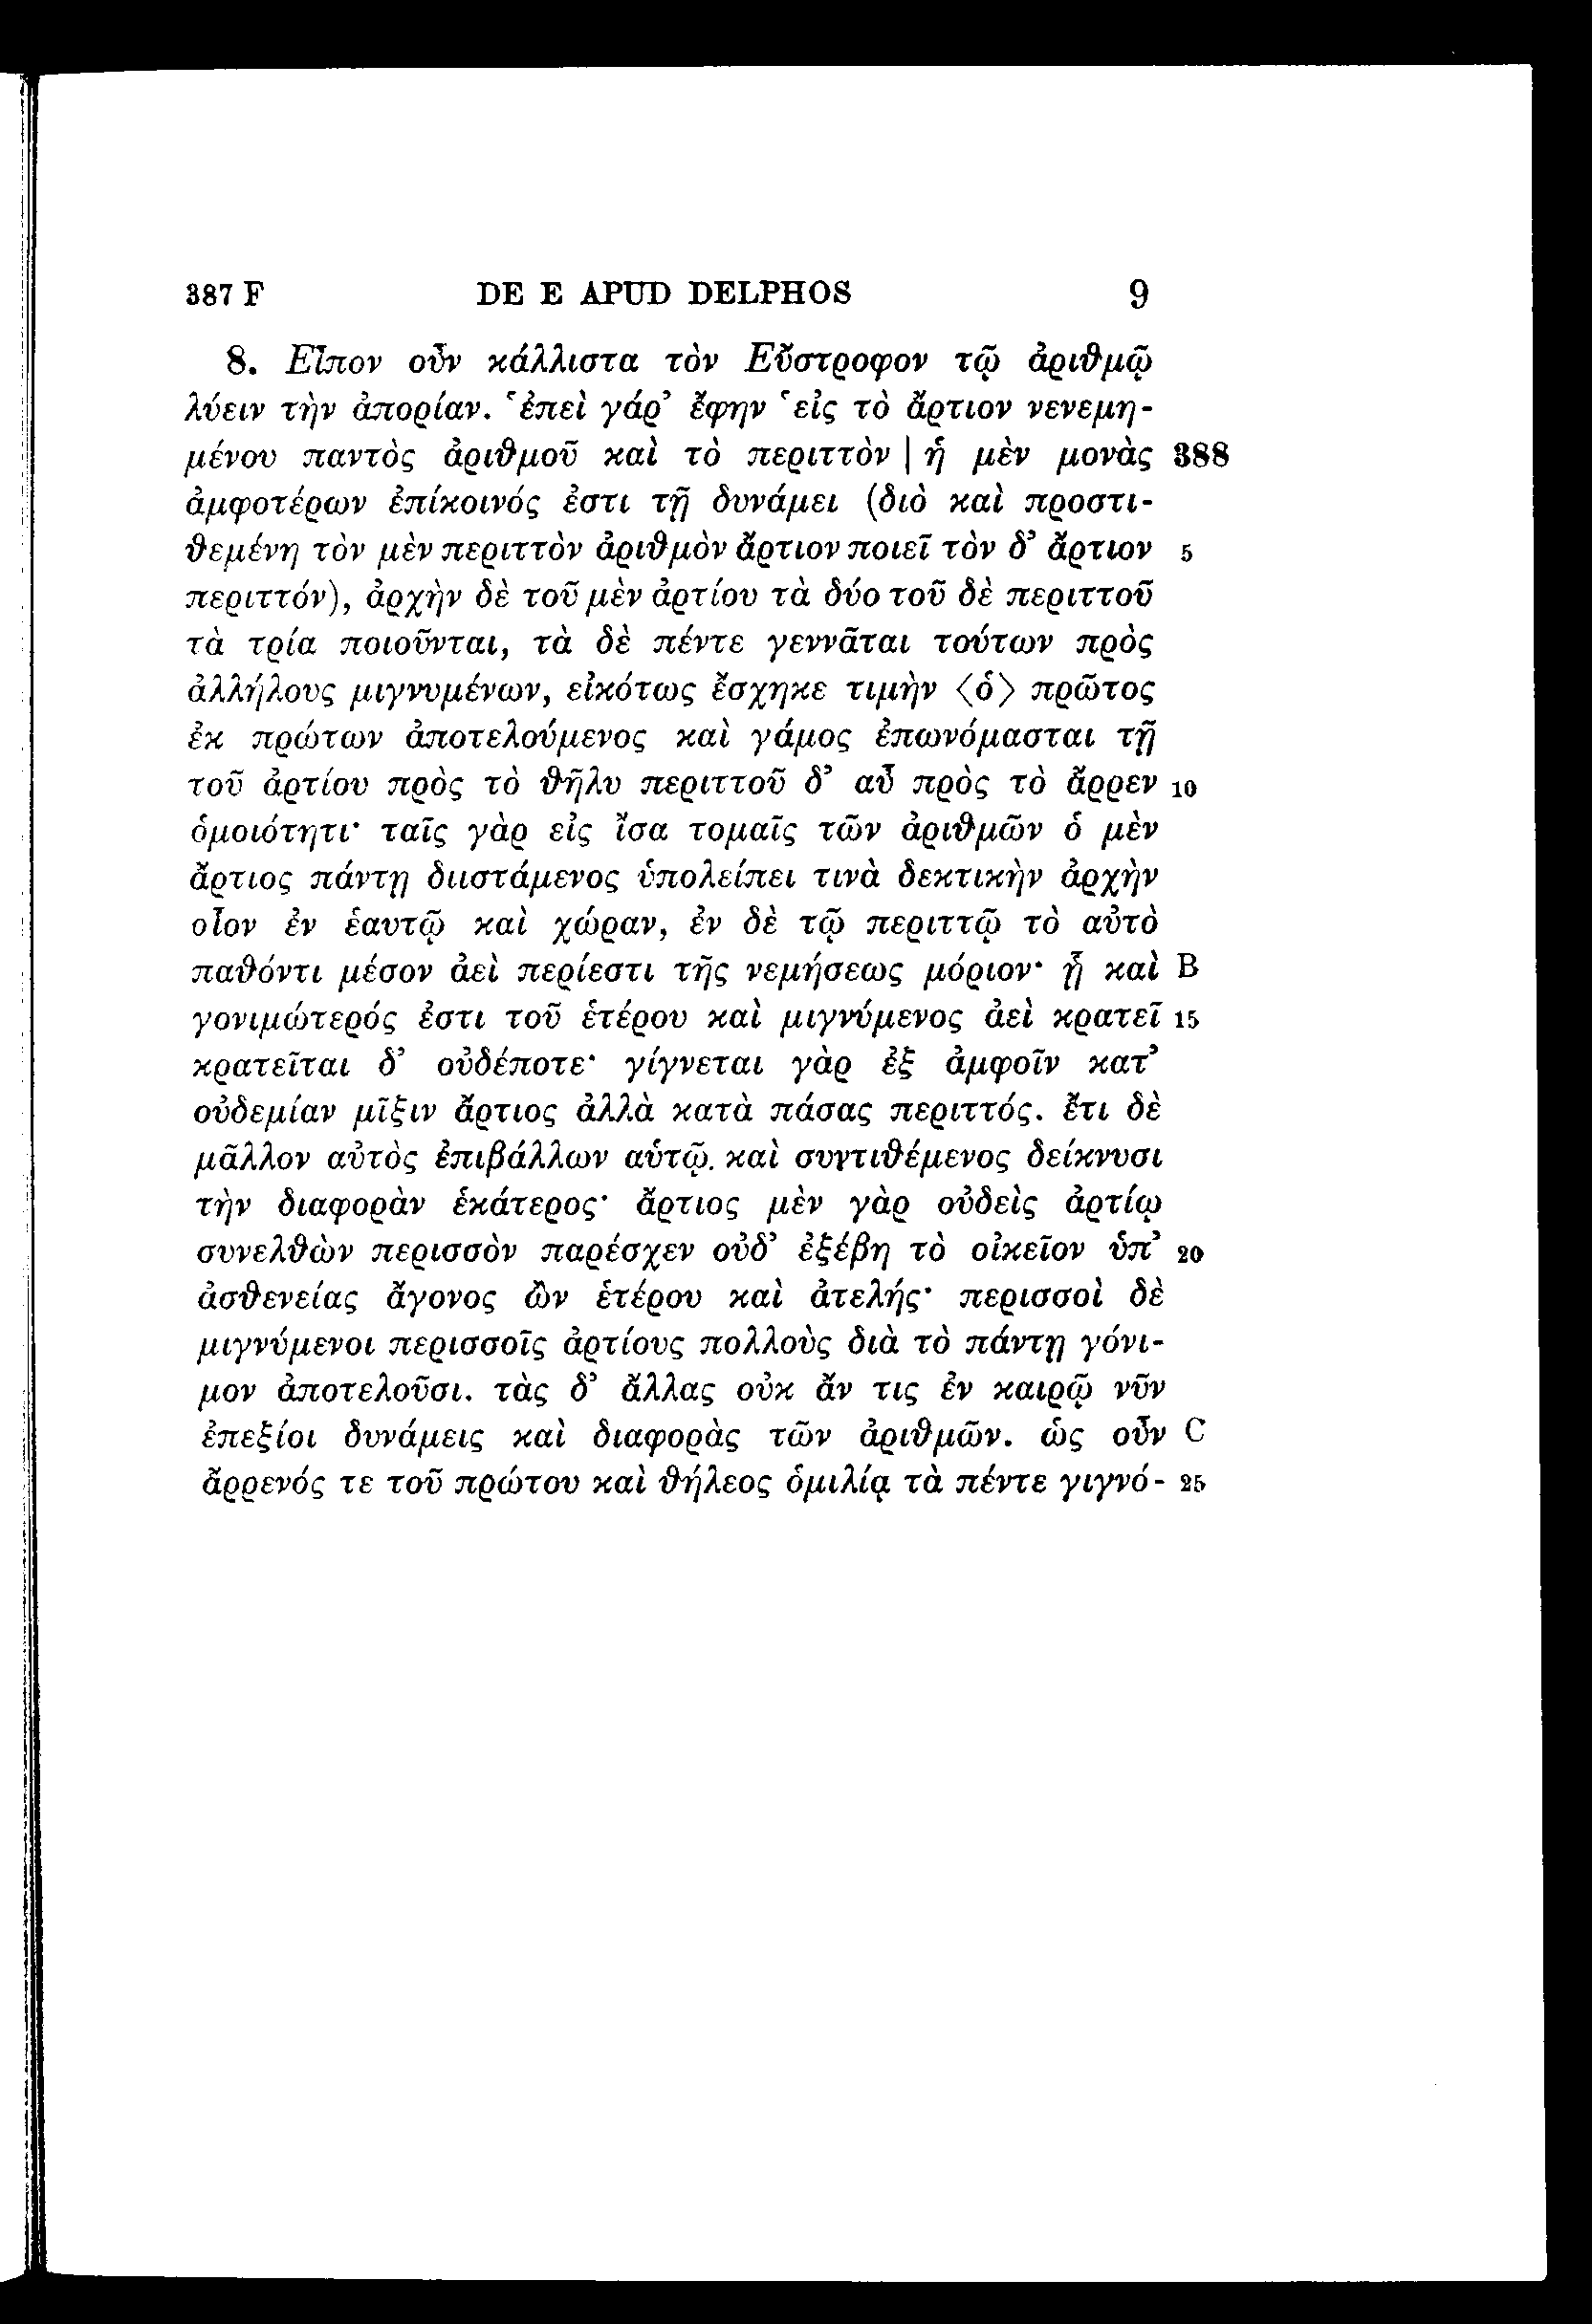 387 F DE E APUD DELPHOS 9
8. Εἶπον οὖν κάλλιστα τὸν Εὔστροφον τῷ ἀριθμῷ
λύειν τὴν ἀπορίαν. ‘ἐπεὶ γάρ’ ἔφην ‘εἰς τὸ ἄρτιον νενεμη-
μένου παντὸς ἀριθμοῦ καὶ τὸ περιττὸν | ἡ μὲν μονὰς 388
ἀμφοτέρων ἐπίκοινός ἐστι τῇ δυνάμει (διὸ καὶ προστι-
θεμένη τὸν μὲν περιττὸν ἀριθμὸν ἄρτιον ποιεῖ τὸν δ’ ἄρτιον 5
περιττόν), ἀρχὴν δὲ τοῦ μὲν ἀρτίου τὰ δύο τοῦ δὲ περιττοῦ
τὰ τρία ποιοῦνται, τὰ δὲ πέντε γεννᾶται τούτων πρὸς
ἀλλήλους μιγνυμένων, εἰκότως ἔσχηκε τιμὴν ⟨ὁ⟩ πρῶτος
ἐκ πρώτων ἀποτελούμενος καὶ γάμος ἐπωνόμασται τῇ
τοῦ ἀρτίου πρὸς τὸ θῆλυ περιττοῦ δ’ αὖ πρὸς τὸ ἄρρεν 10
ὁμοιότητι· ταῖς γὰρ εἰς ἴσα τομαῖς τῶν ἀριθμῶν ὁ μὲν
ἄρτιος πάντῃ διιστάμενος ὑπολείπει τινὰ δεκτικὴν ἀρχὴν
οἷον ἐν ἑαυτῷ καὶ χώραν, ἐν δὲ τῷ περιττῷ τὸ αὐτὸ
παθόντι μέσον ἀεὶ περίεστι τῆς νεμήσεως μόριον· ᾗ καὶ B
γονιμώτερός ἐστι τοῦ ἑτέρου καὶ μιγνύμενος ἀεὶ κρατεῖ 15
κρατεῖται δ’ οὐδέποτε· γίγνεται γὰρ ἐξ ἀμφοῖν κατ’
οὐδεμίαν μῖξιν ἄρτιος ἀλλὰ κατὰ πάσας περιττός. ἔτι δὲ
μᾶλλον αὐτὸς ἐπιβάλλων αὑτῷ. καὶ συντιθέμενος δείκνυσι
τὴν διαφορὰν ἑκάτερος· ἄρτιος μὲν γὰρ οὐδεὶς ἀρτίῳ
συνελθὼν περισσὸν παρέσχεν οὐδ’ ἐξέβη τὸ οἰκεῖον ὑπ’ 20
ἀσθενείας ἄγονος ὢν ἑτέρου καὶ ἀτελής· περισσοὶ δὲ
μιγνύμενοι περισσοῖς ἀρτίους πολλοὺς διὰ τὸ πάντῃ γόνι-
μον ἀποτελοῦσι. τὰς δ’ ἄλλας οὐκ ἄν τις ἐν καιρῷ νῦν
ἐπεξίοι δυνάμεις καὶ διαφορὰς τῶν ἀριθμῶν. ὡς οὖν C
ἄρρενός τε τοῦ πρώτου καὶ θήλεος ὁμιλίᾳ τὰ πέντε γιγνό- 25